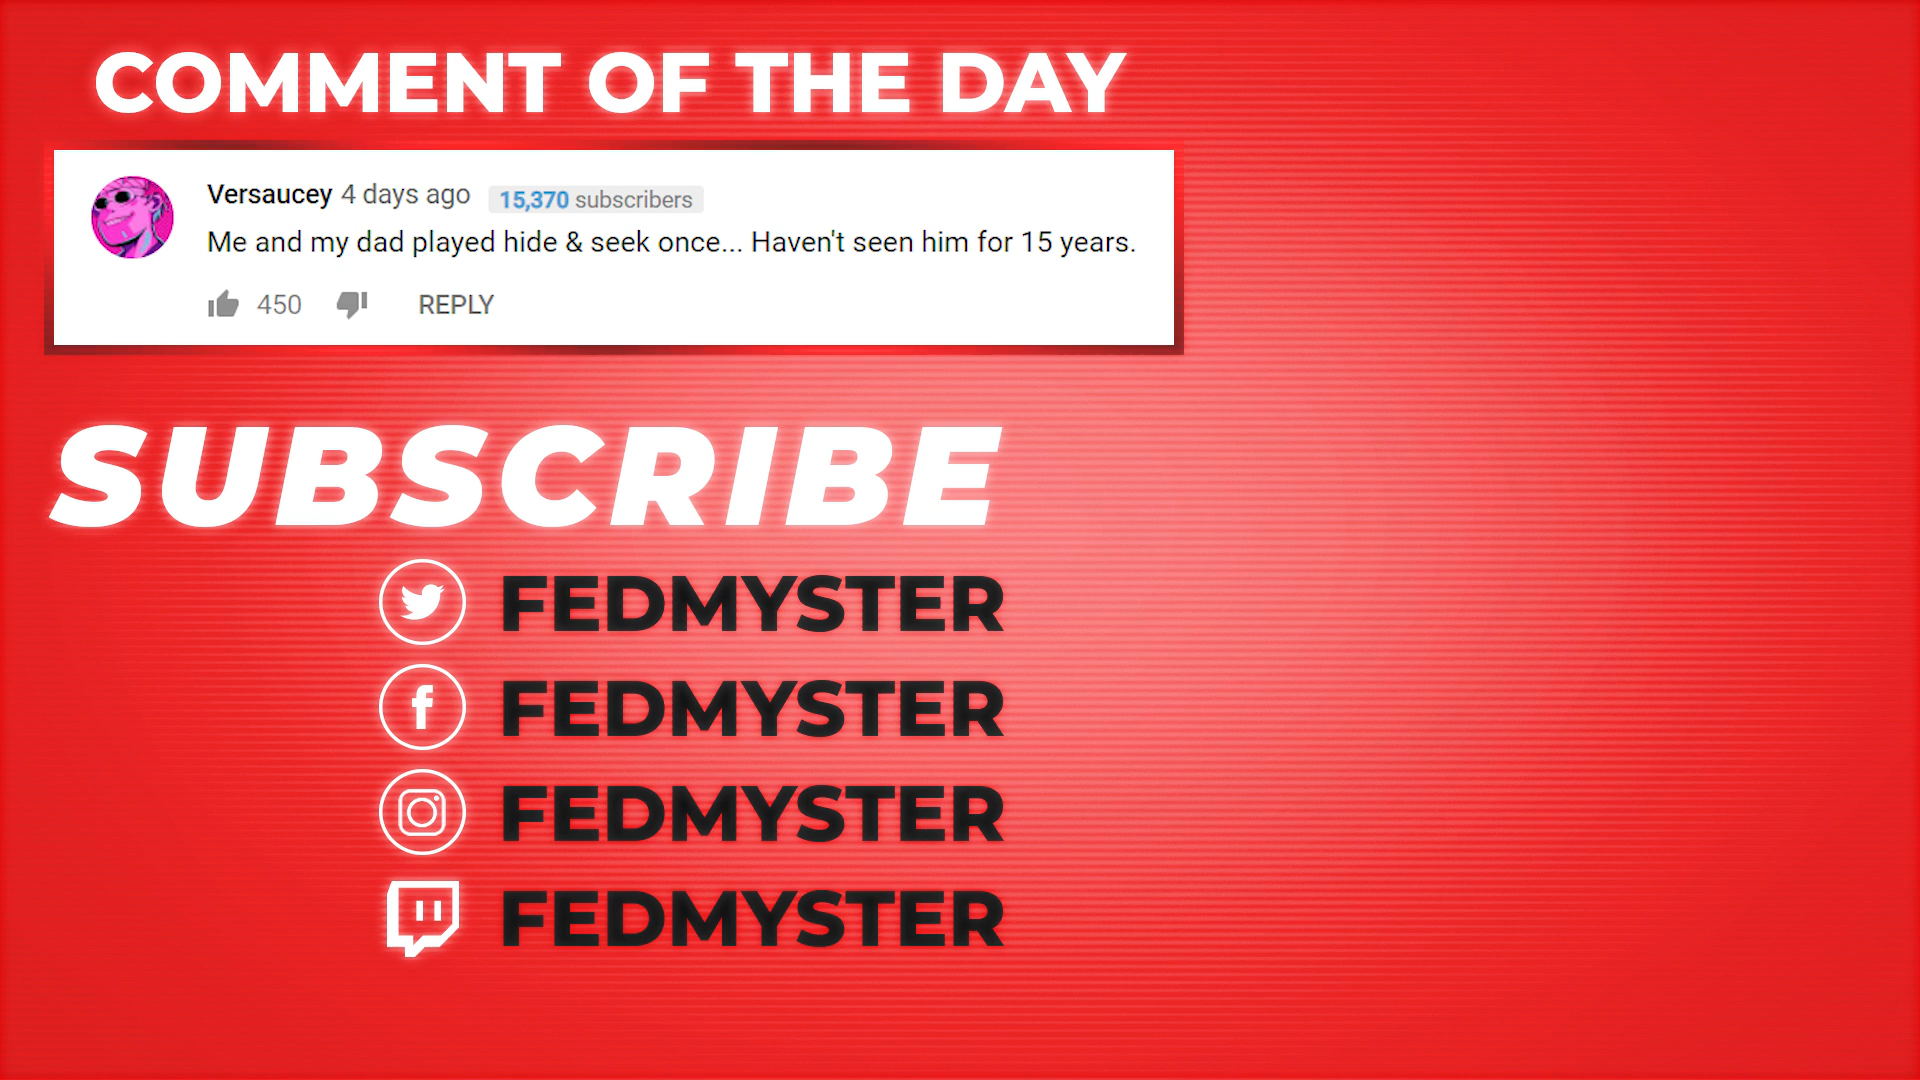 COMMENT OF THE DAY
Versaucey 4 days ago 15,370 subscribers
Me and my dad played hide & seek once... Haven't seen him for 15 years.
450 REPLY
SUBSCRIBE
FEDMYSTER
FEDMYSTER
FEDMYSTER
FEDMYSTER